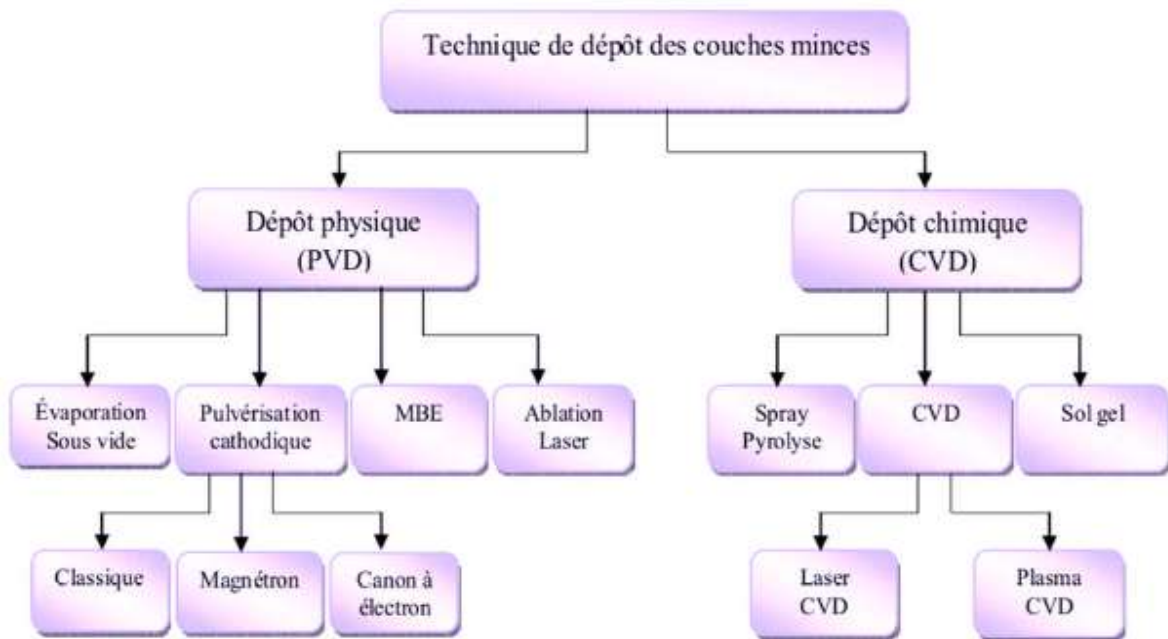 Technique de dépôt des couches minces
Dépôt physique
(PVD)
Dépôt chimique
(CVD)
Évaporation
Sous vide
Pulvérisation
cathodique
MBE
Ablation
Laser
Spray
Pyrolyse
CVD
Sol gel
Classique
Magnétron
Canon à
électron
Laser
CVD
Plasma
CVD